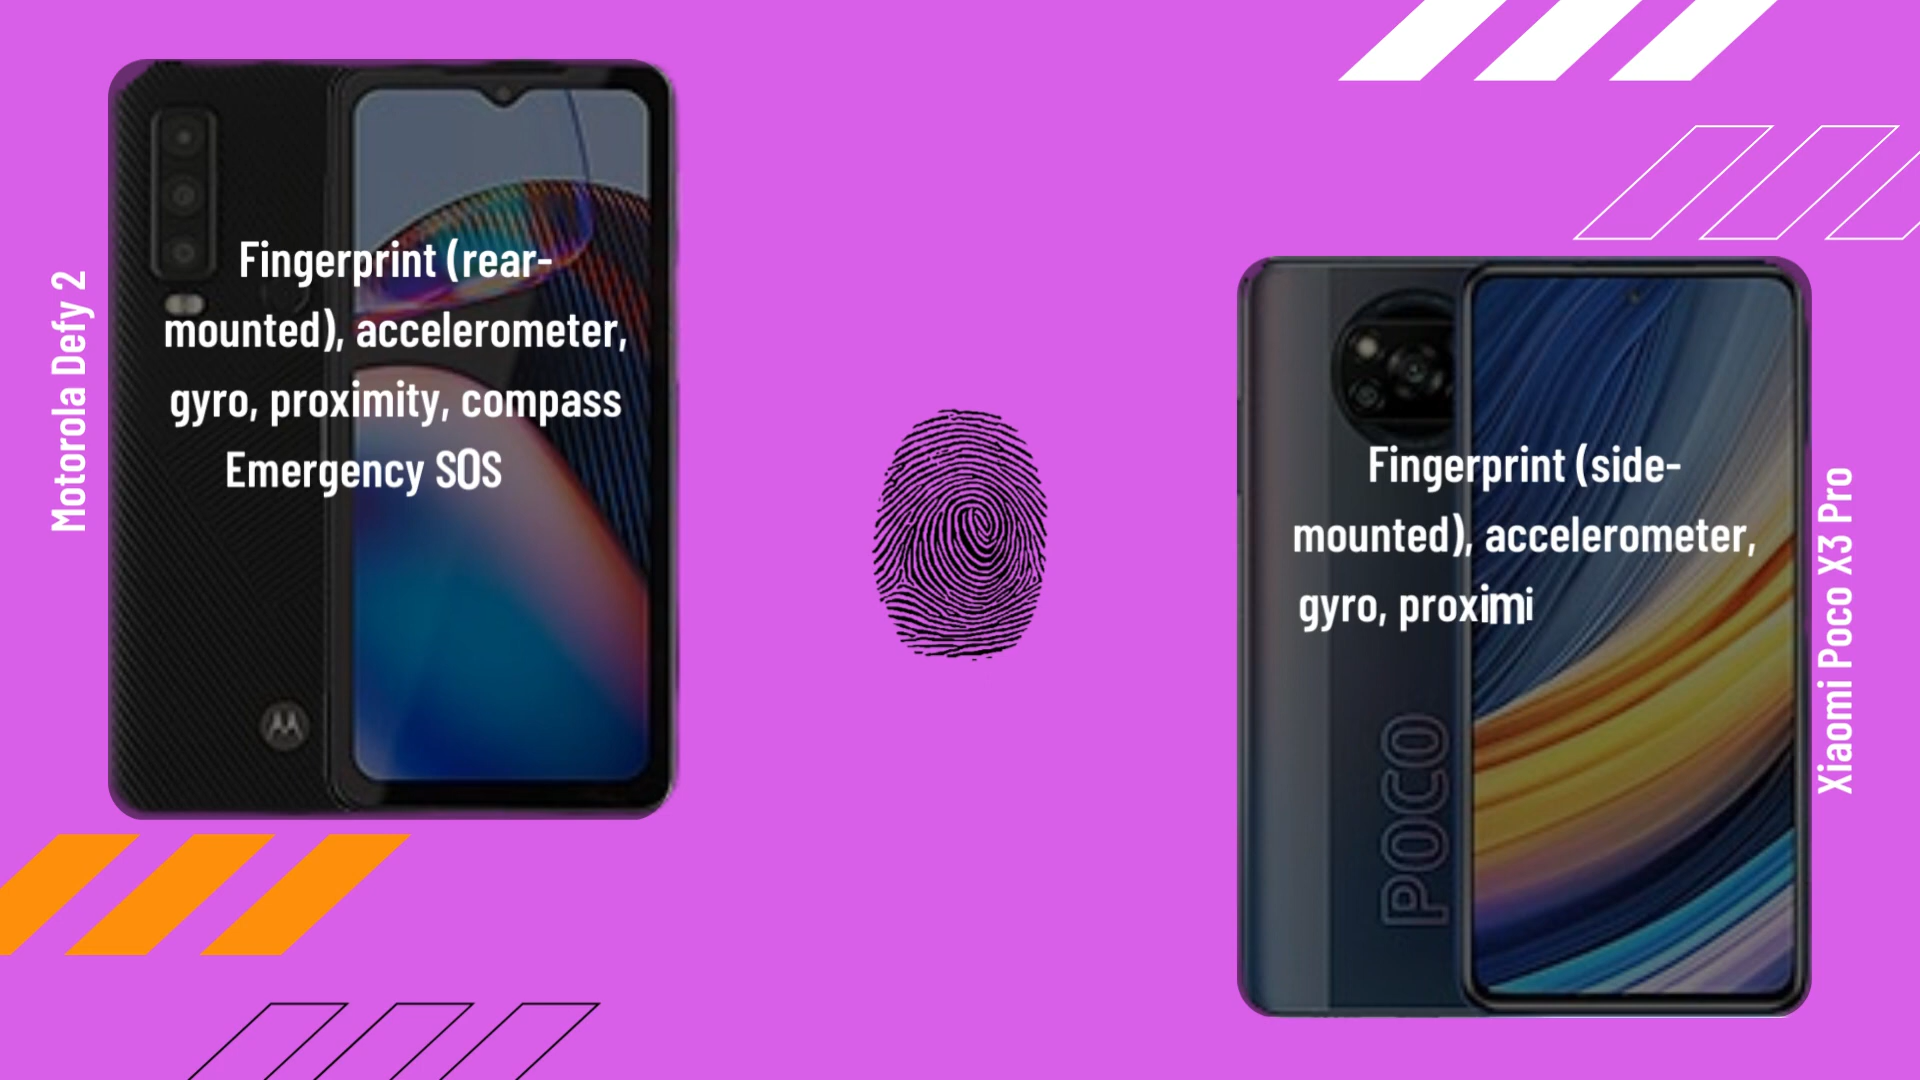 Motorola Defy 2
Fingerprint (rear-
mounted), accelerometer,
gyro, proximity, compass
Emergency SOS
Fingerprint (side-
mounted), accelerometer,
gyro, proximi
POCO
Xiaomi Poco X3 Pro